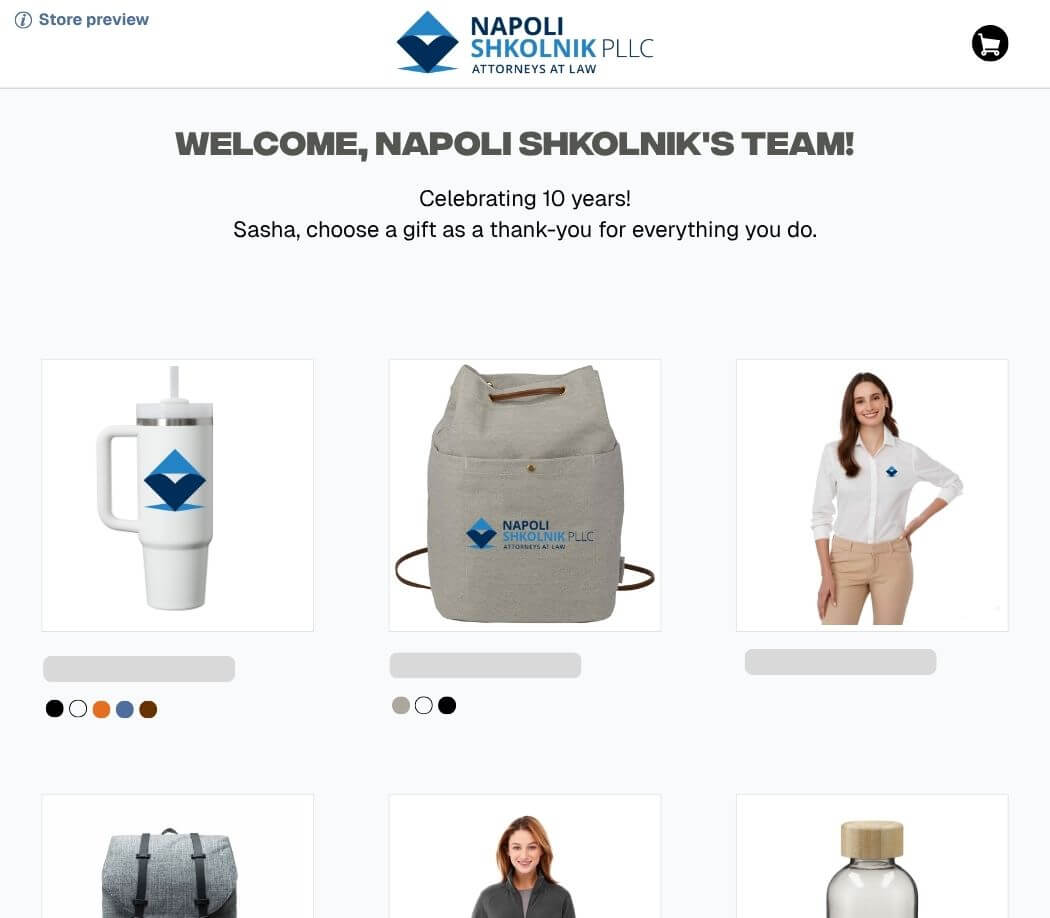 Store preview
NAPOLI
SHKOLNIK PLLC
ATTORNEYS AT LAW
WELCOME, NAPOLI SHKOLNIK'S TEAM!
Celebrating 10 years!
Sasha, choose a gift as a thank-you for everything you do.
NAPOLI
SHKOLNIK PLLC
ATTORNEYS AT LAW